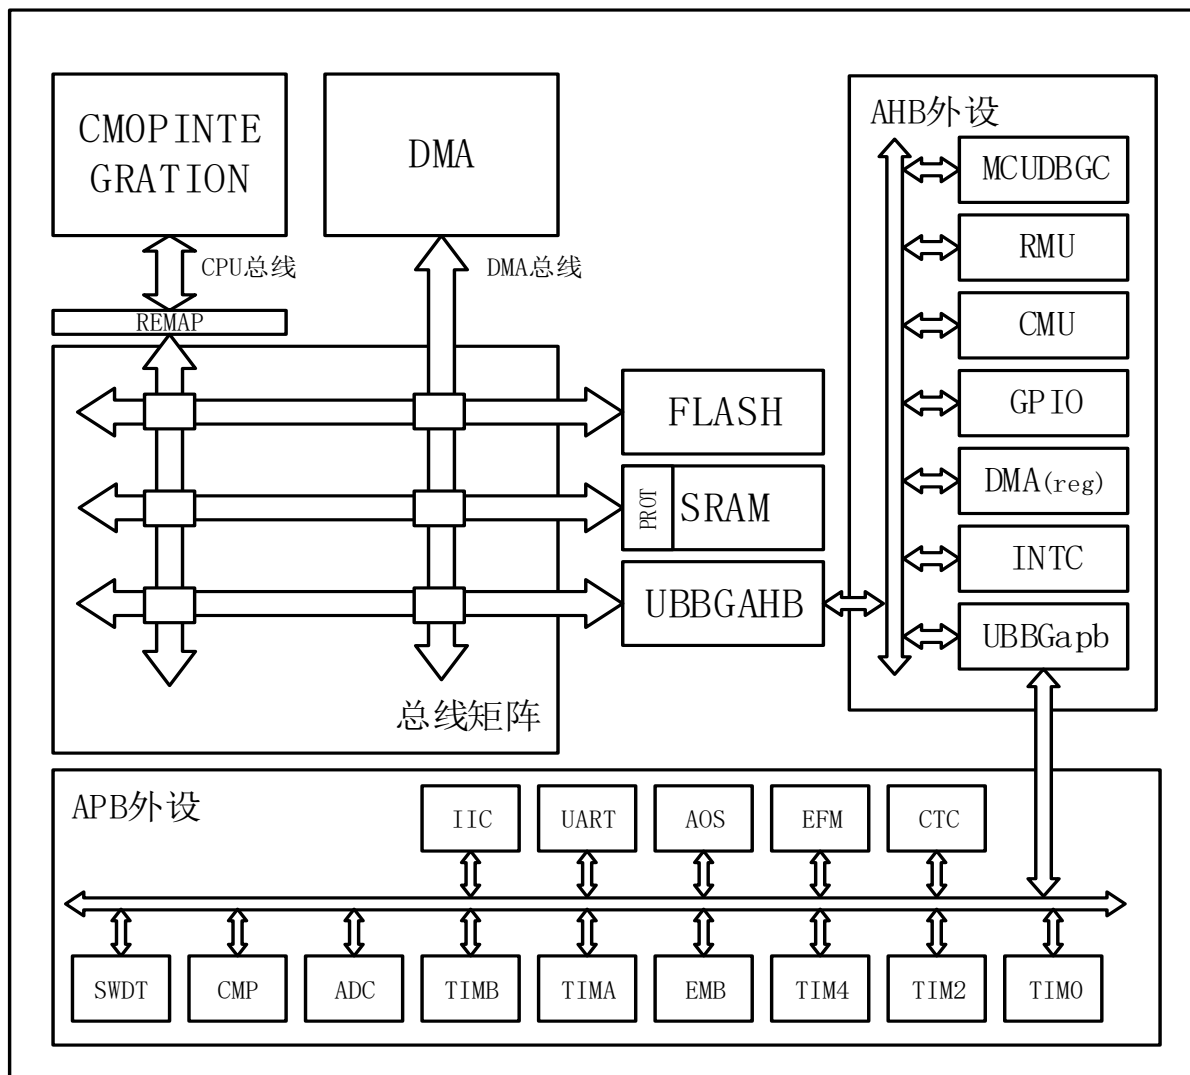 CMOPINTE
GRATION
DMA
CPU总线
DMA总线
REMAP
FLASH
PROT
SRAM
UBBGAHB
总线矩阵
AHB外设
MCUDBGC
RMU
CMU
GPIO
DMA(reg)
INTC
UBBGapb
APB外设
IIC
UART
AOS
EFM
CTC
SWDT
CMP
ADC
TIMB
TIMA
EMB
TIM4
TIM2
TIM0